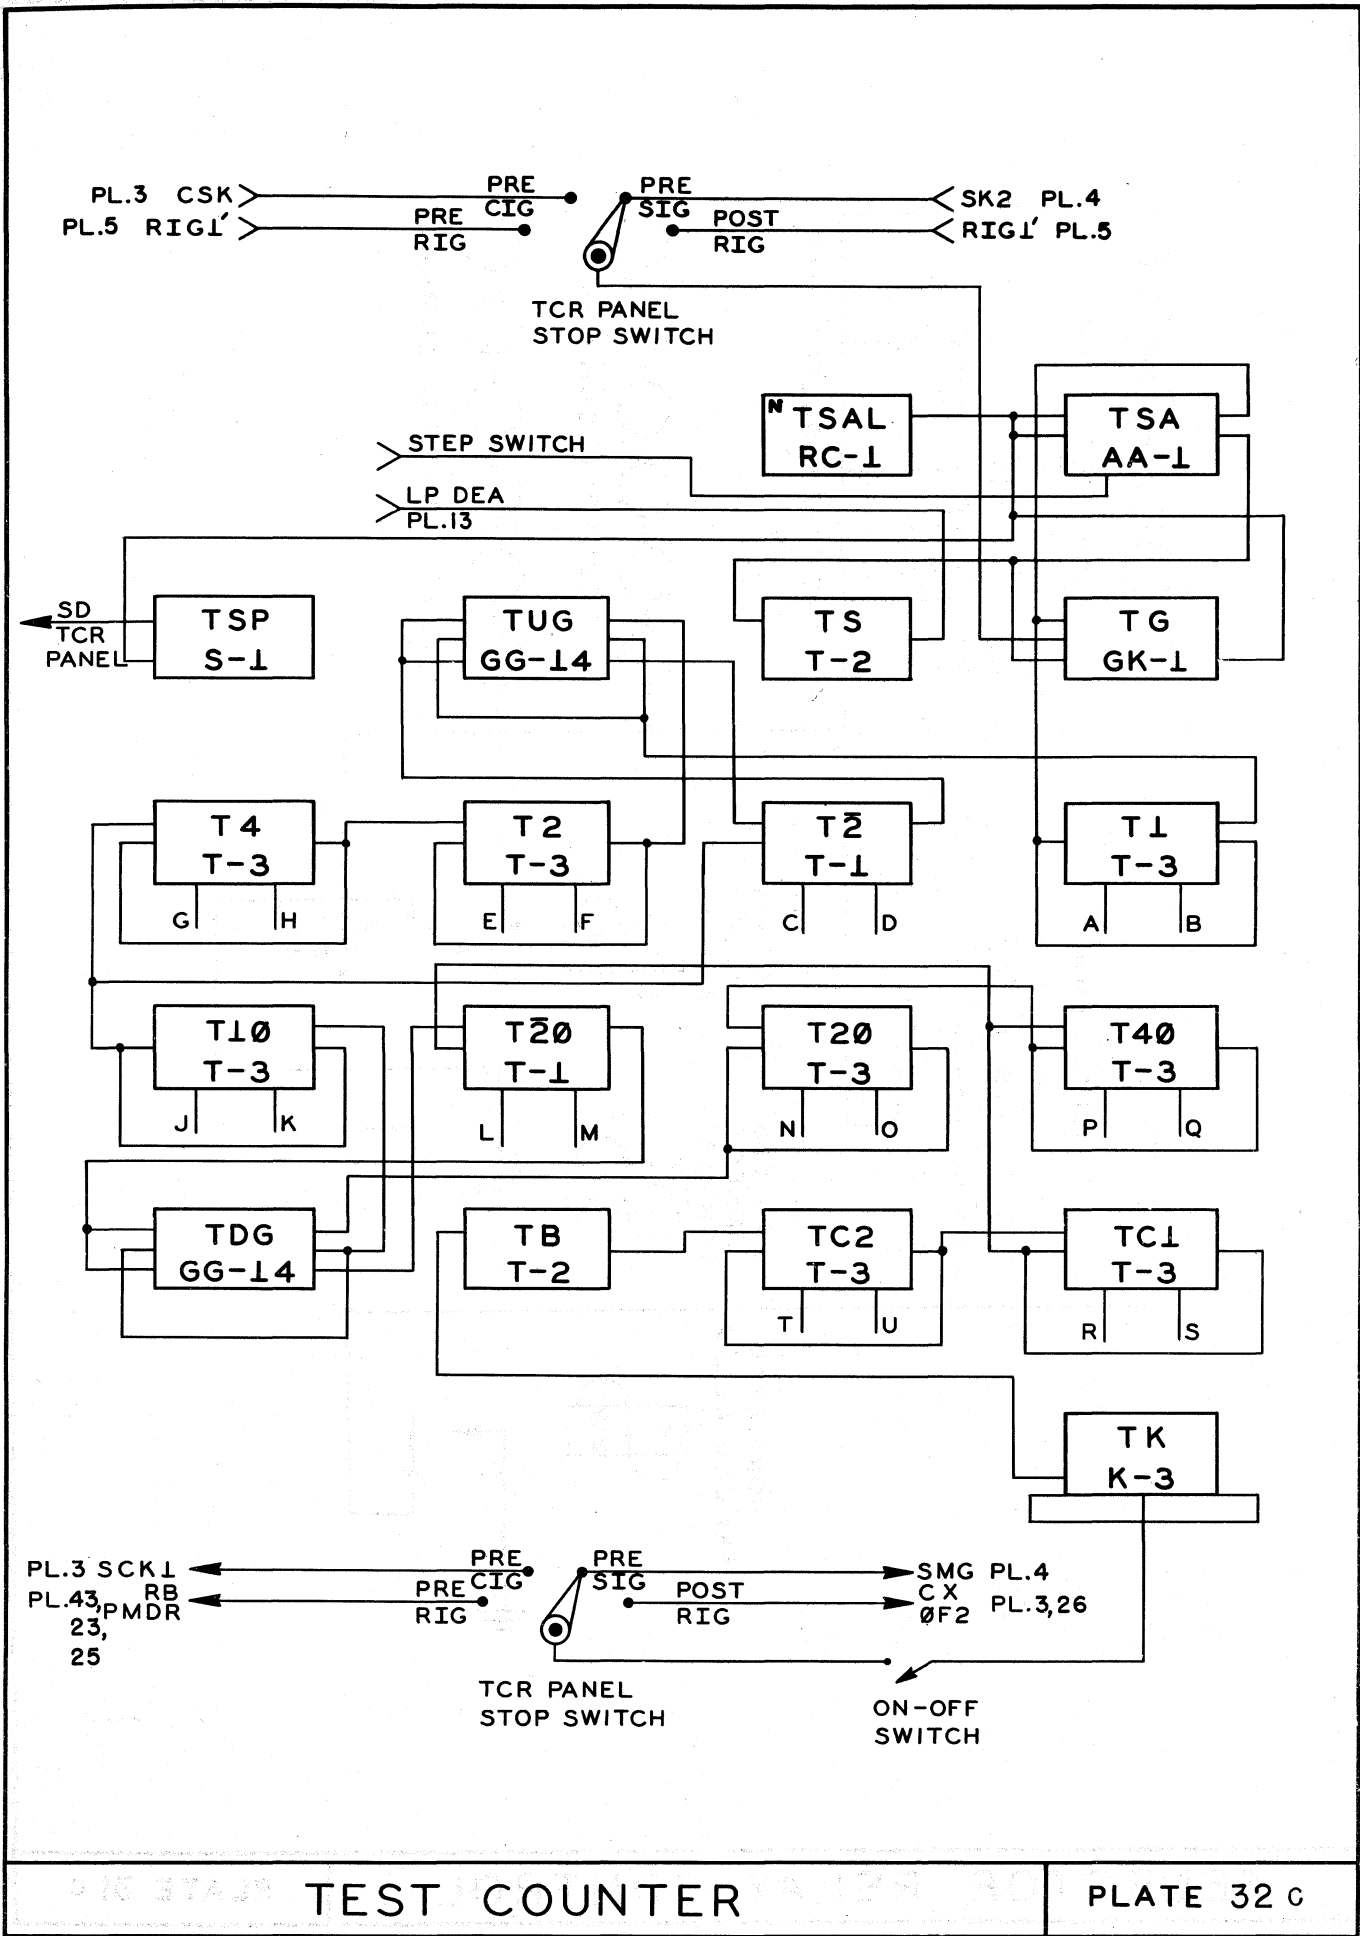 PL.3 CSK
PRE
CIG
PRE
SIG
SK2 PL.4
PL.5 RIG1′
PRE
RIG
POST
RIG
RIG1′ PL.5
TCR PANEL
STOP SWITCH
N TSAL
RC-1
TSA
AA-1
STEP SWITCH
LP DEA
PL.13
SD
TCR
PANEL
TSP
S-1
TUG
GG-14
TS
T-2
TG
GK-1
T4
T-3
G H
T2
T-3
E F
T2̅
T-1
C D
T1
T-3
A B
T1Ø
T-3
J K
T2̅Ø
T-1
L M
T2Ø
T-3
N O
T4Ø
T-3
P Q
TDG
GG-14
TB
T-2
TC2
T-3
T U
TC1
T-3
R S
TK
K-3
PL.3 SCK1
PRE
CIG
PRE
SIG
SMG PL.4
PL.43, RB
PMDR
23,
25
PRE
RIG
POST
RIG
CX
ØF2
PL.3,26
TCR PANEL
STOP SWITCH
ON-OFF
SWITCH
TEST COUNTER
PLATE 32 C